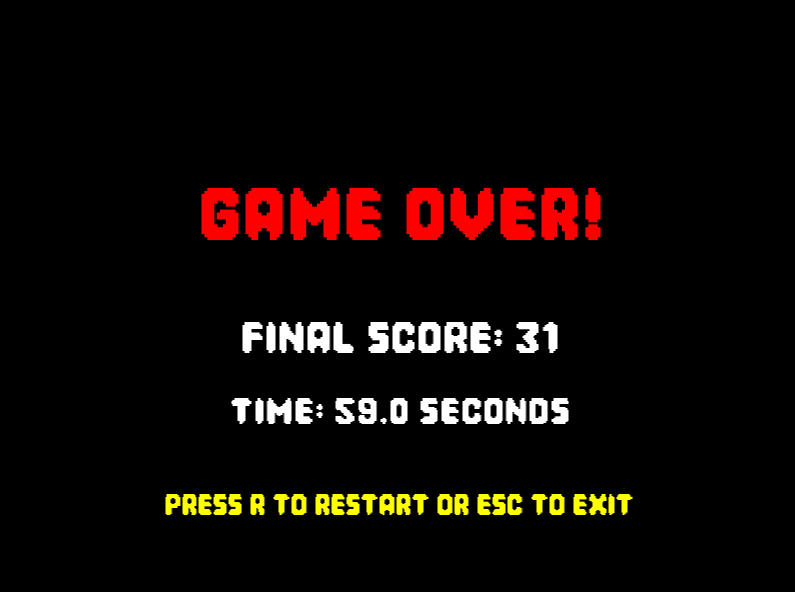 GAME OVER!
FINAL SCORE: 31
TIME: 59.0 SECONDS
PRESS R TO RESTART OR ESC TO EXIT